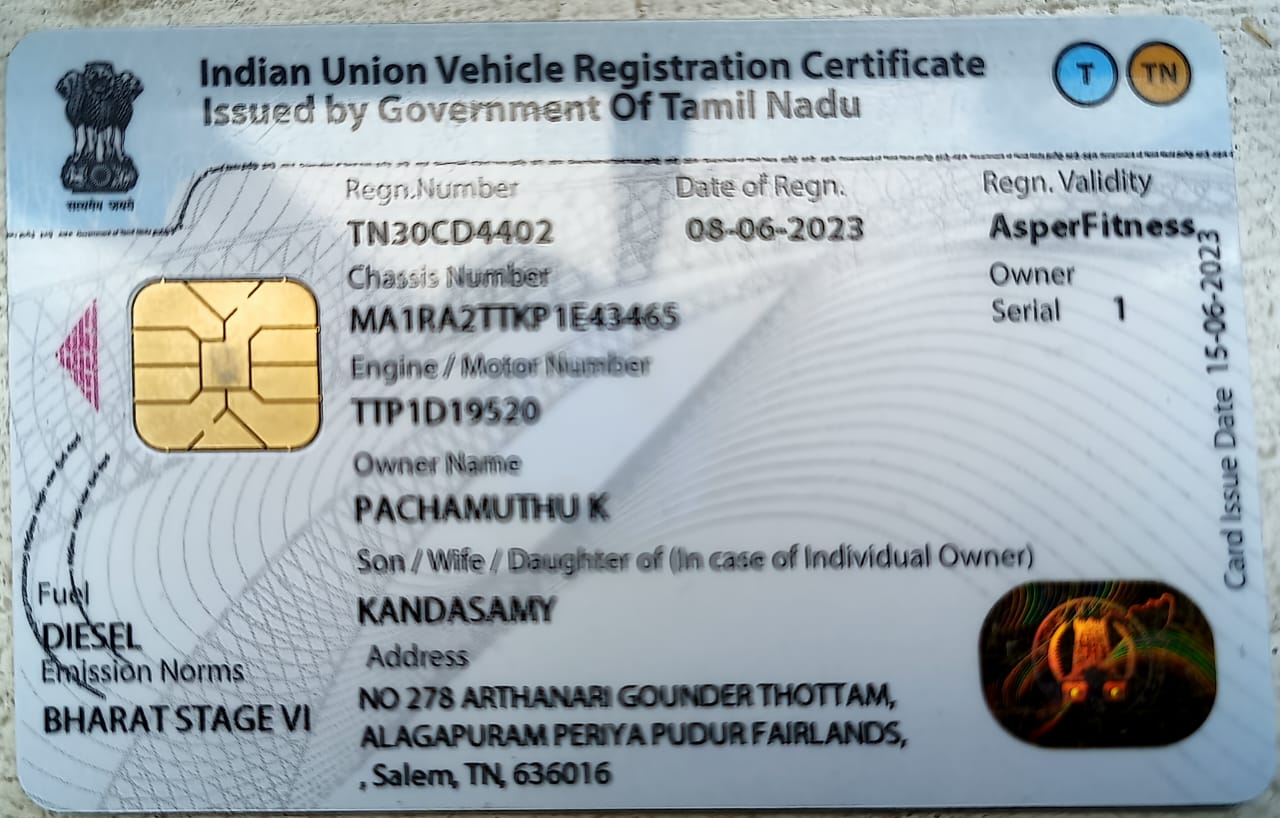 Indian Union Vehicle Registration Certificate
Issued by Government Of Tamil Nadu
T TN
सत्यमेव जयते
Regn.Number Date of Regn. Regn. Validity
TN30CD4402 08-06-2023 AsperFitness
Chassis Number Owner
MA1RA2TTKP1E43465 Serial 1
Engine / Motor Number
TTP1D19520
Owner Name
PACHAMUTHU K
Son / Wife / Daughter of (In case of Individual Owner)
KANDASAMY
Fuel
DIESEL
Emission Norms
BHARAT STAGE VI
Address
NO 278 ARTHANARI GOUNDER THOTTAM,
ALAGAPURAM PERIYA PUDUR FAIRLANDS,
, Salem, TN, 636016
Card Issue Date 15-06-2023